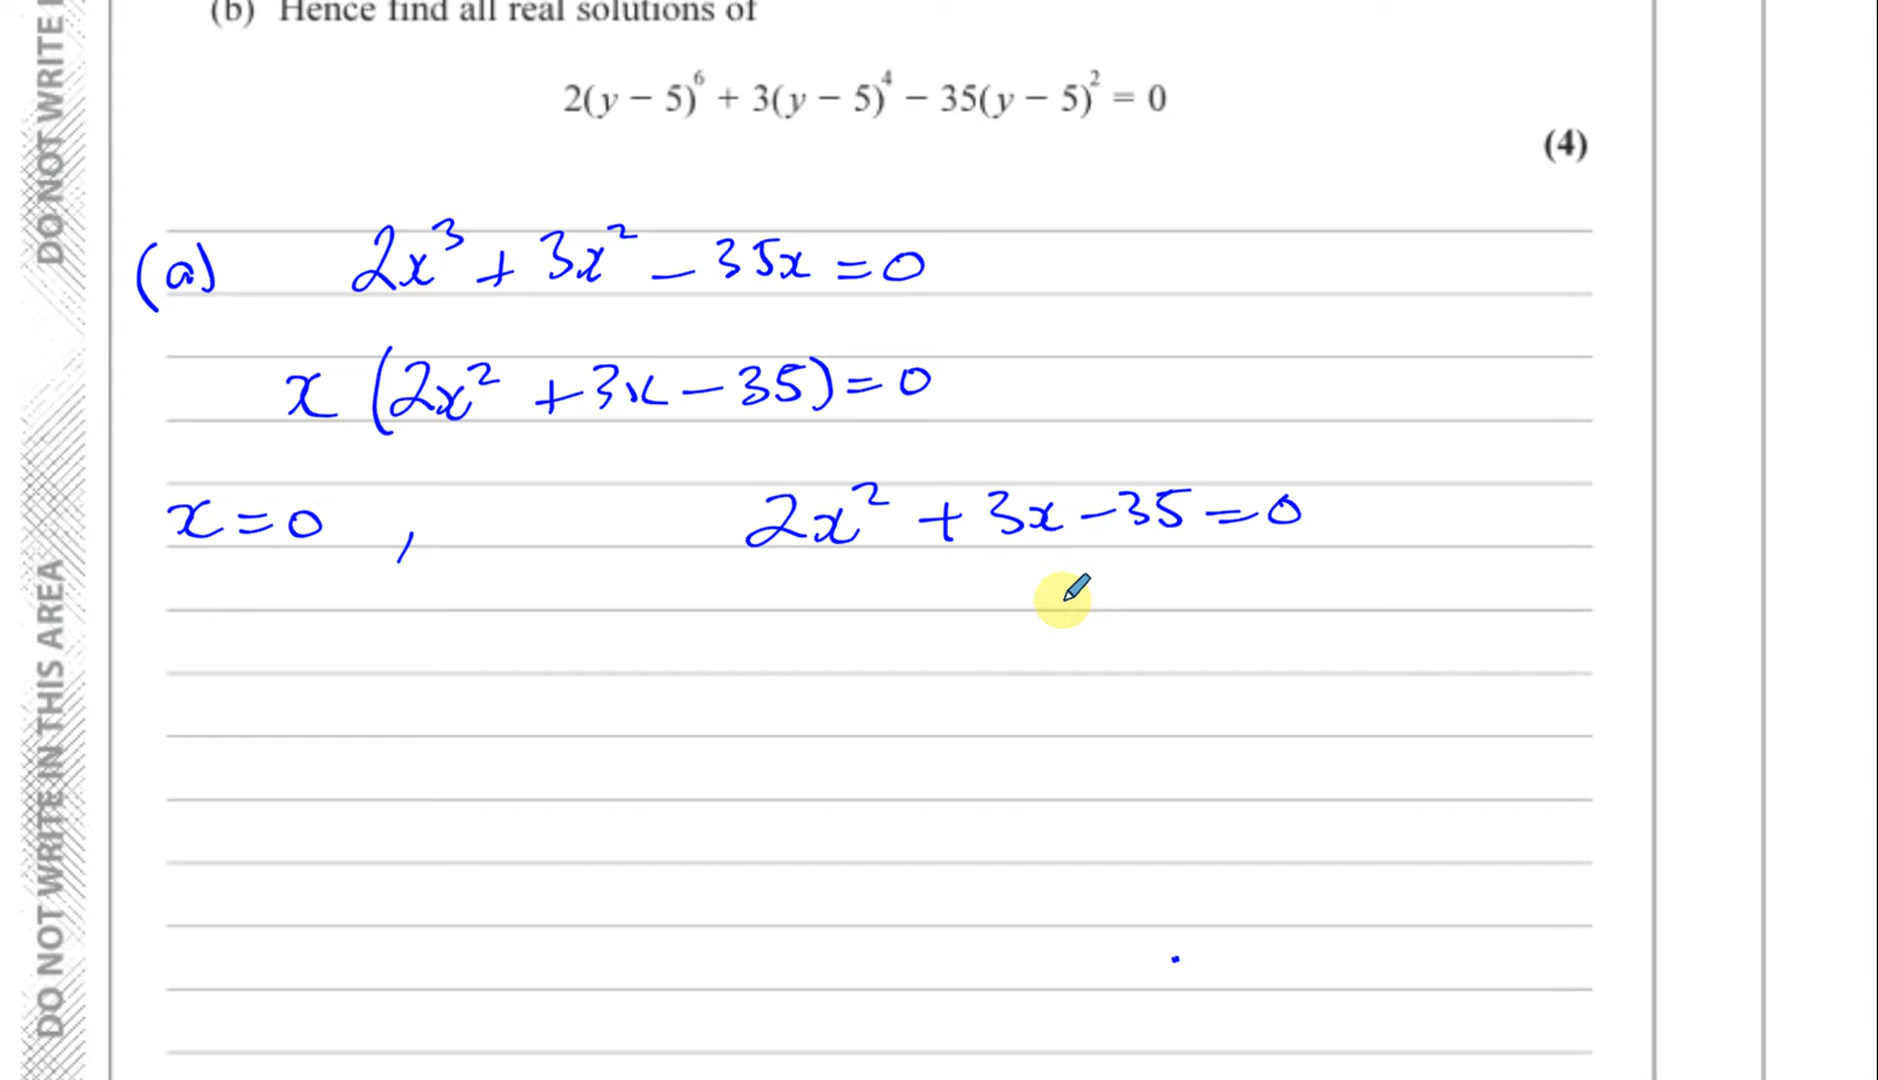 (b) Hence find all real solutions of
2(y − 5)⁶ + 3(y − 5)⁴ − 35(y − 5)² = 0
(4)
(a) 2x³ + 3x² − 35x = 0
x (2x² + 3x − 35) = 0
x = 0 , 2x² + 3x − 35 = 0
DO NOT WRITE
DO NOT WRITE IN THIS AREA